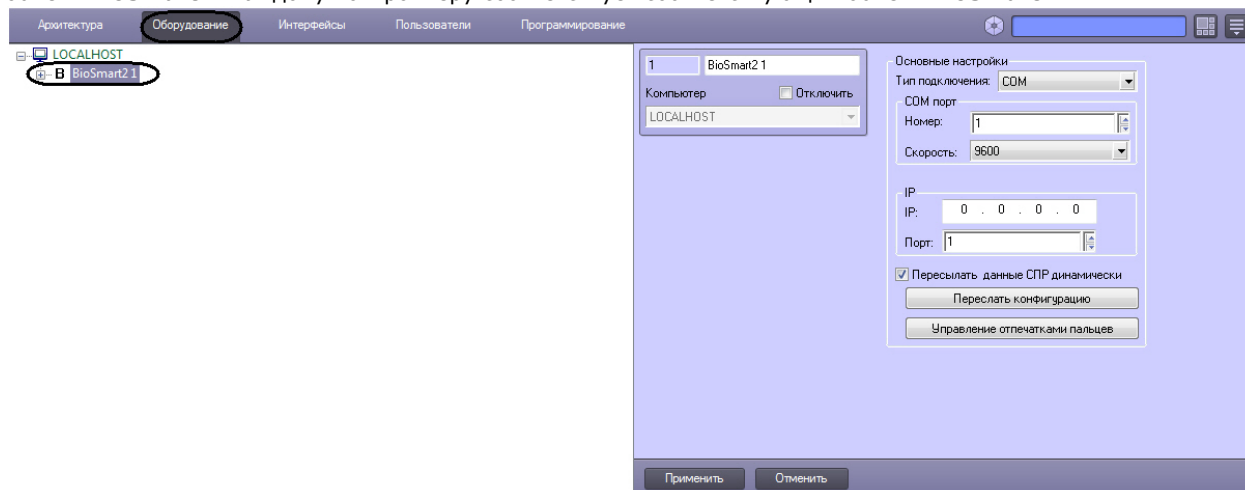 Архитектура Оборудование Интерфейсы Пользователи Программирование
LOCALHOST
B BioSmart2 1
1 BioSmart2 1
Компьютер Отключить
LOCALHOST
Основные настройки
Тип подключения: COM
COM порт
Номер: 1
Скорость: 9600
IP
IP: 0 . 0 . 0 . 0
Порт: 1
Пересылать данные СПР динамически
Переслать конфигурацию
Управление отпечатками пальцев
Применить Отменить